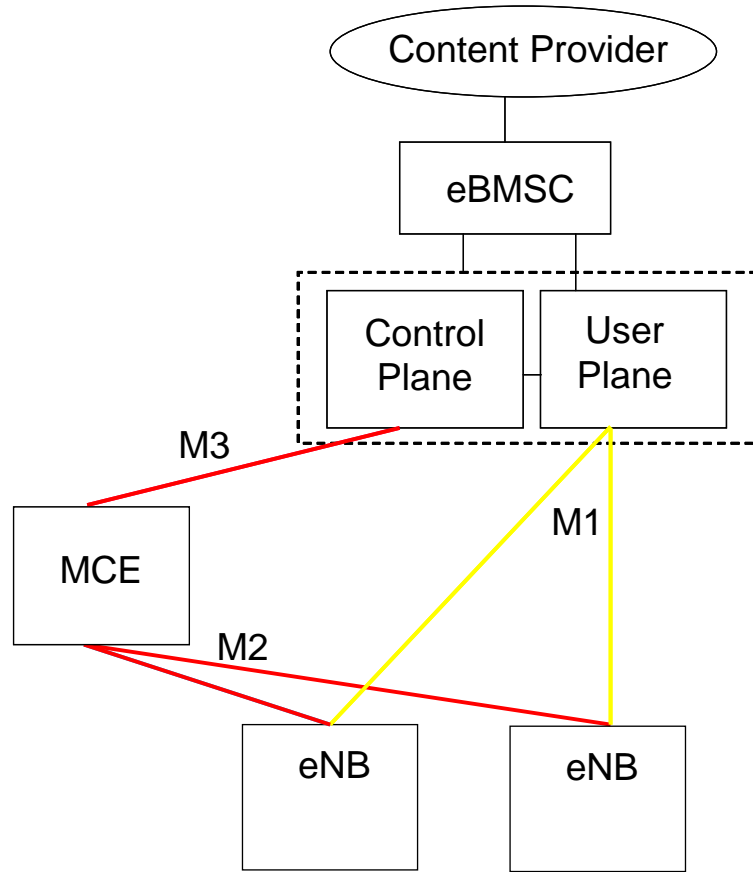 Content Provider
eBMSC
Control
Plane
User
Plane
M3
M1
MCE
M2
eNB
eNB